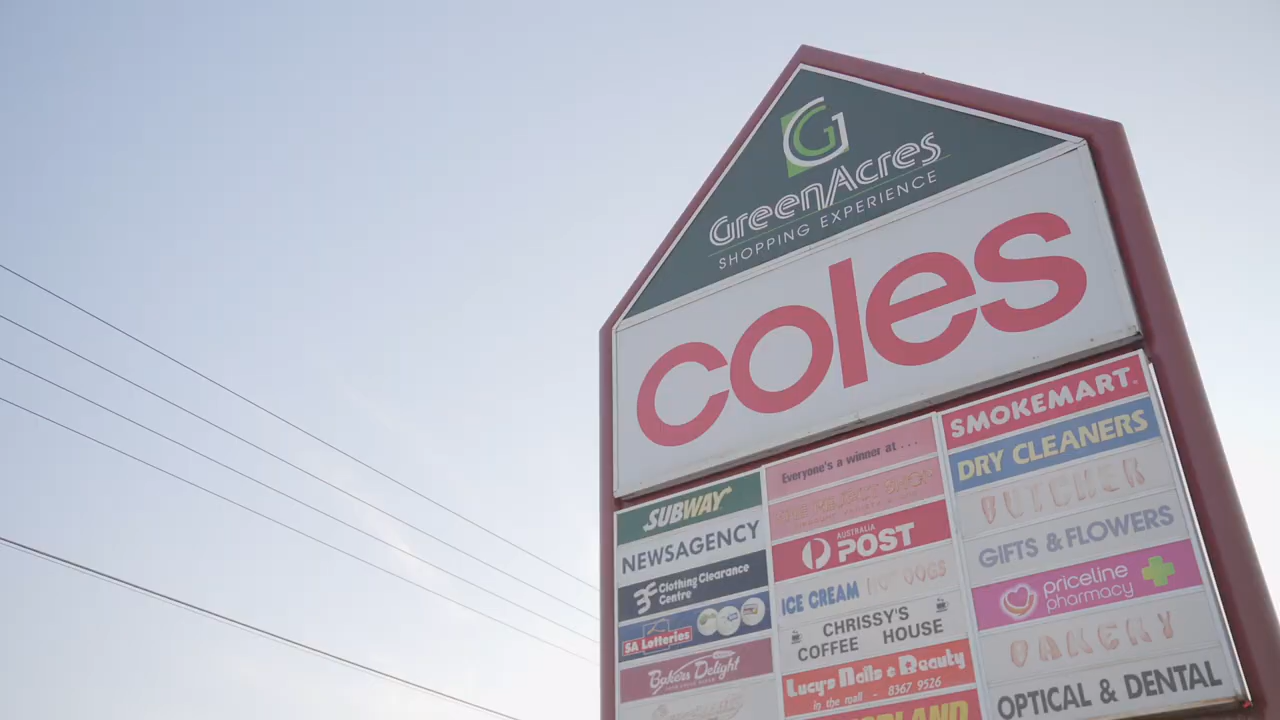 G
GreenAcres
SHOPPING EXPERIENCE
coles
SUBWAY
NEWSAGENCY
Clothing Clearance
Centre
SA Lotteries
Bakers Delight
Everyone's a winner at . . .
AUSTRALIA
POST
ICE CREAM HOT DOGS
CHRISSY'S
COFFEE HOUSE
Lucy's Nails & Beauty
in the mall - 8367 9526
SMOKEMART.
DRY CLEANERS
BUTCHER
GIFTS & FLOWERS
priceline
pharmacy
BAKERY
OPTICAL & DENTAL